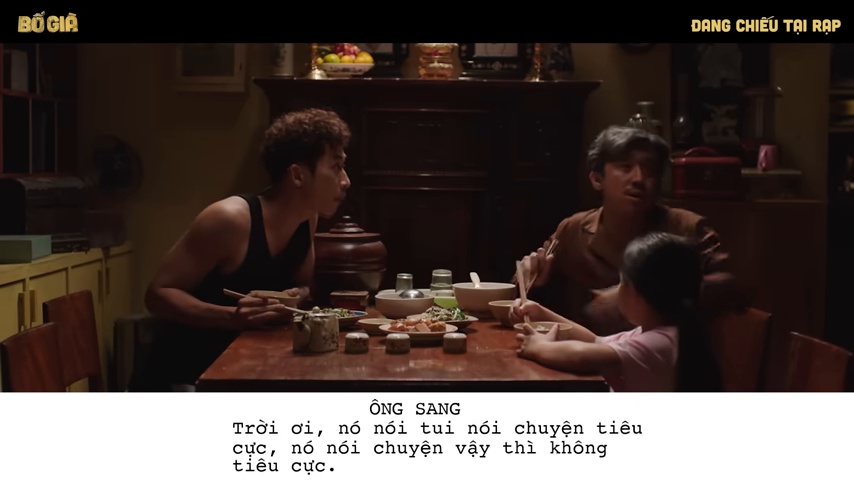 BỐ GIÀ
ĐANG CHIẾU TẠI RẠP
ÔNG SANG
Trời ơi, nó nói tui nói chuyện tiêu
cực, nó nói chuyện vậy thì không
tiêu cực.